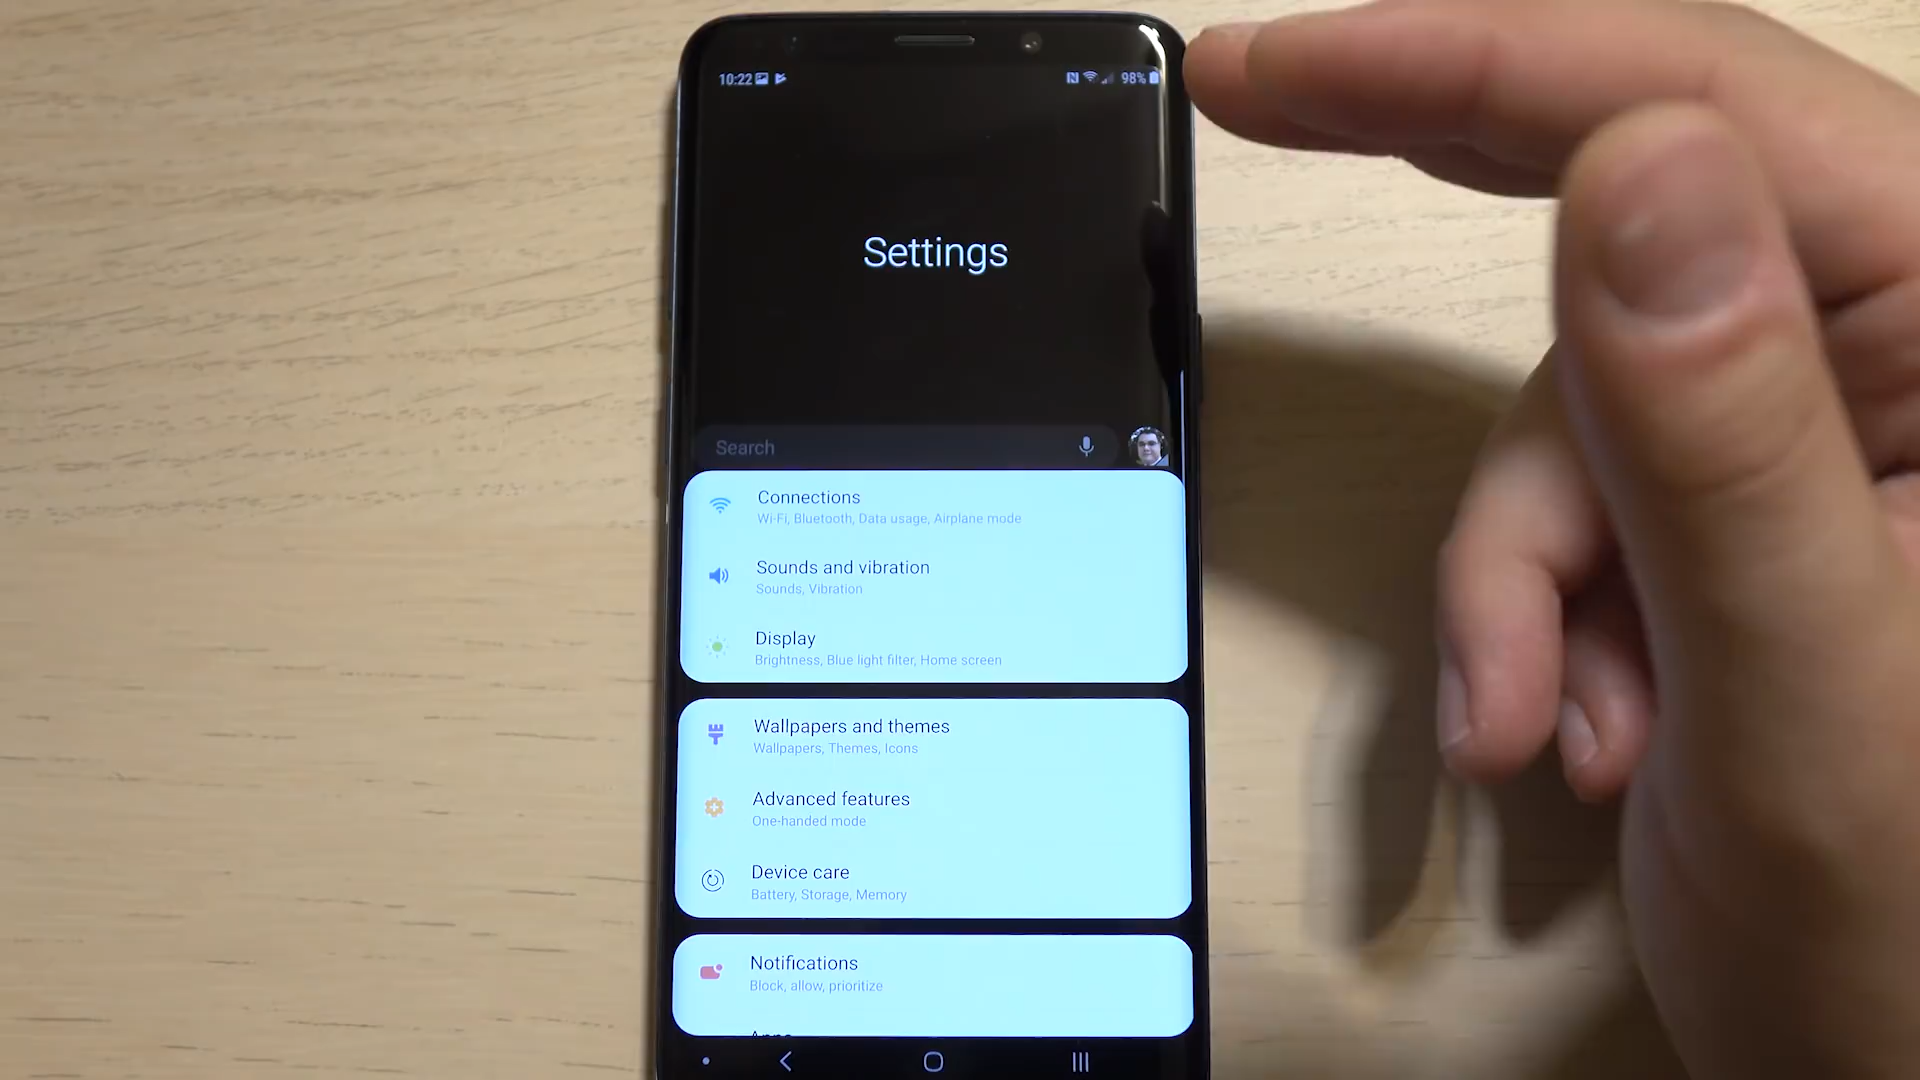 10:22
98%
Settings
Search
Connections
Wi-Fi, Bluetooth, Data usage, Airplane mode
Sounds and vibration
Sounds, Vibration
Display
Brightness, Blue light filter, Home screen
Wallpapers and themes
Wallpapers, Themes, Icons
Advanced features
One-handed mode
Device care
Battery, Storage, Memory
Notifications
Block, allow, prioritize
Apps